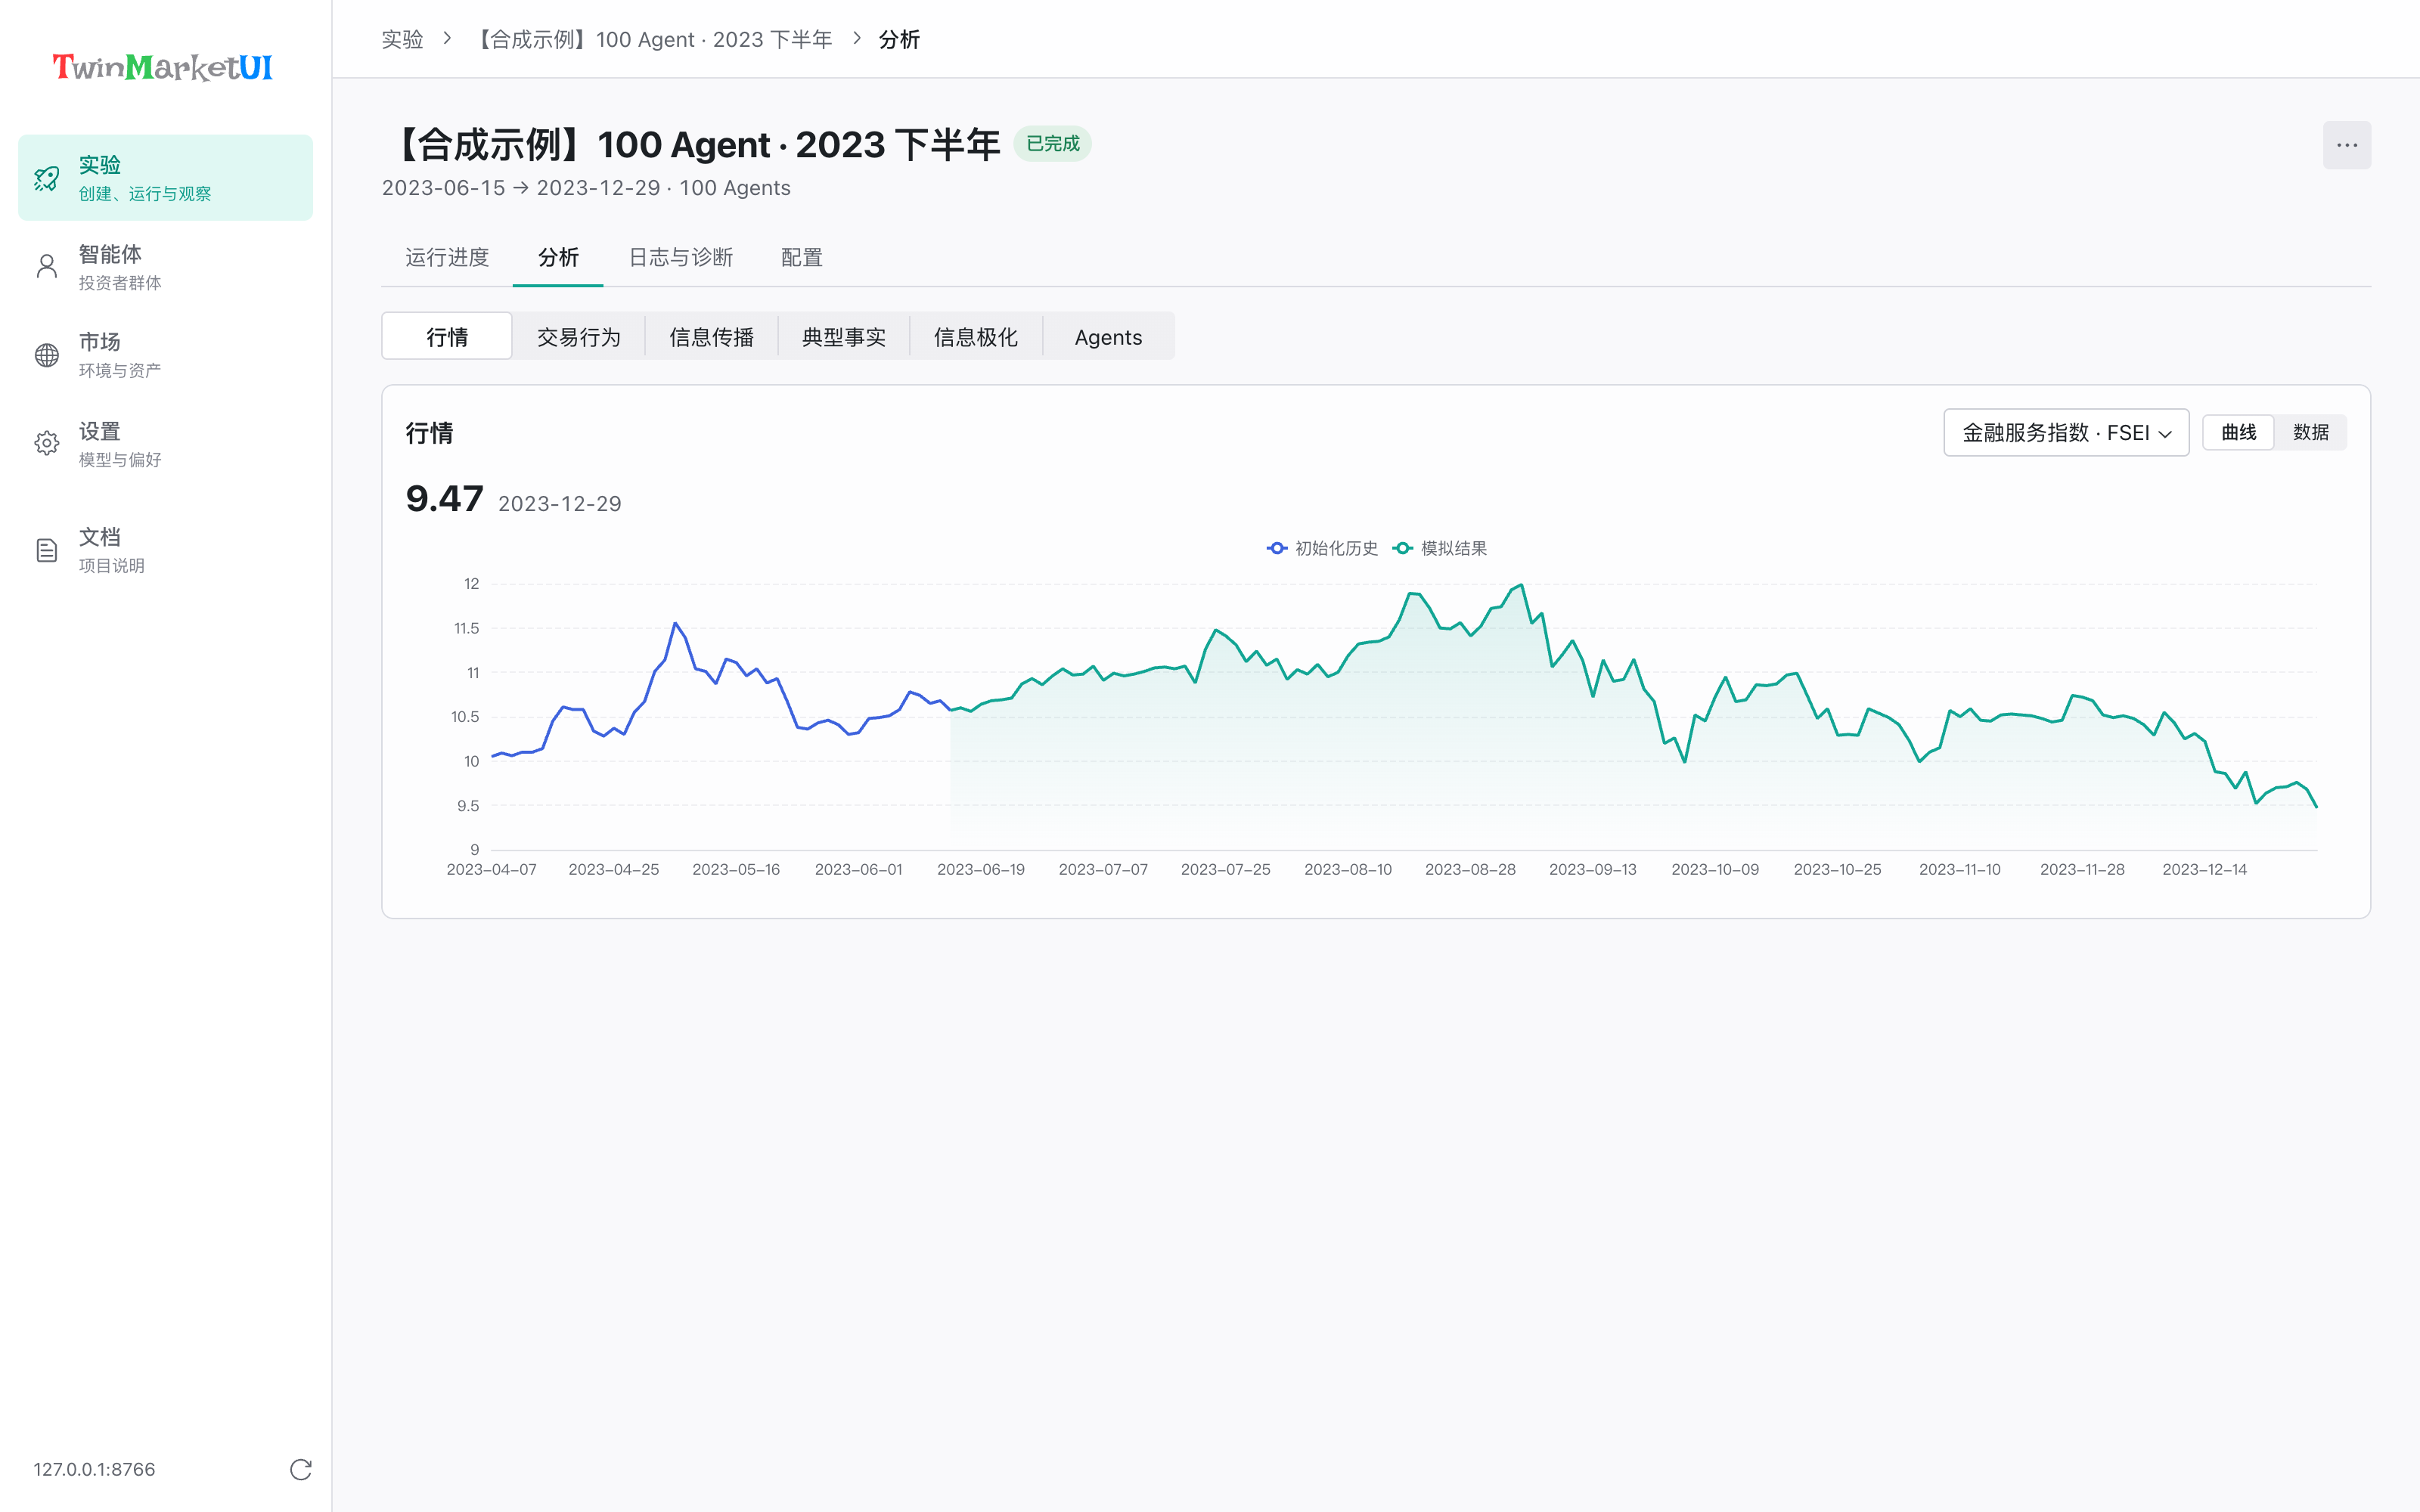 TwinMarketUI
实验
创建、运行与观察
智能体
投资者群体
市场
环境与资产
设置
模型与偏好
文档
项目说明
127.0.0.1:8766
实验 > 【合成示例】100 Agent · 2023 下半年 > 分析
【合成示例】100 Agent · 2023 下半年 已完成
2023-06-15 → 2023-12-29 · 100 Agents
...
运行进度 分析 日志与诊断 配置
行情 交易行为 信息传播 典型事实 信息极化 Agents
行情
金融服务指数 · FSEI 曲线 数据
9.47 2023-12-29
初始化历史 模拟结果
12
11.5
11
10.5
10
9.5
9
2023-04-07 2023-04-25 2023-05-16 2023-06-01 2023-06-19 2023-07-07 2023-07-25 2023-08-10 2023-08-28 2023-09-13 2023-10-09 2023-10-25 2023-11-10 2023-11-28 2023-12-14